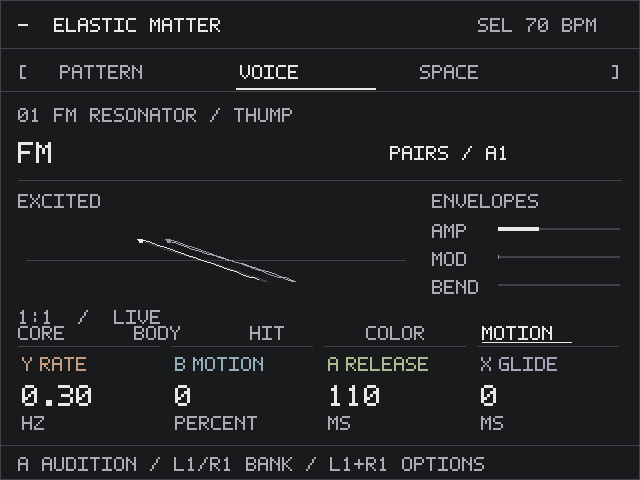 – ELASTIC MATTER SEL 70 BPM
[ PATTERN VOICE SPACE ]
01 FM RESONATOR / THUMP
FM PAIRS / A1
EXCITED ENVELOPES
AMP
MOD
BEND
1:1 / LIVE
CORE BODY HIT COLOR MOTION
Y RATE B MOTION A RELEASE X GLIDE
0.30 0 110 0
HZ PERCENT MS MS
A AUDITION / L1/R1 BANK / L1+R1 OPTIONS